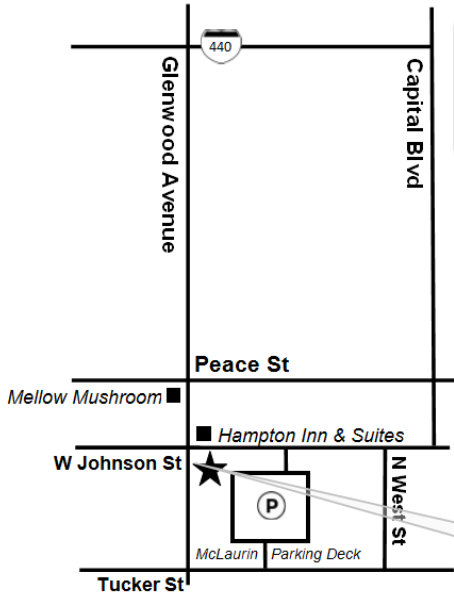 440
Glenwood Avenue
Capital Blvd
Peace St
Mellow Mushroom
Hampton Inn & Suites
W Johnson St
N West St
P
McLaurin Parking Deck
Tucker St